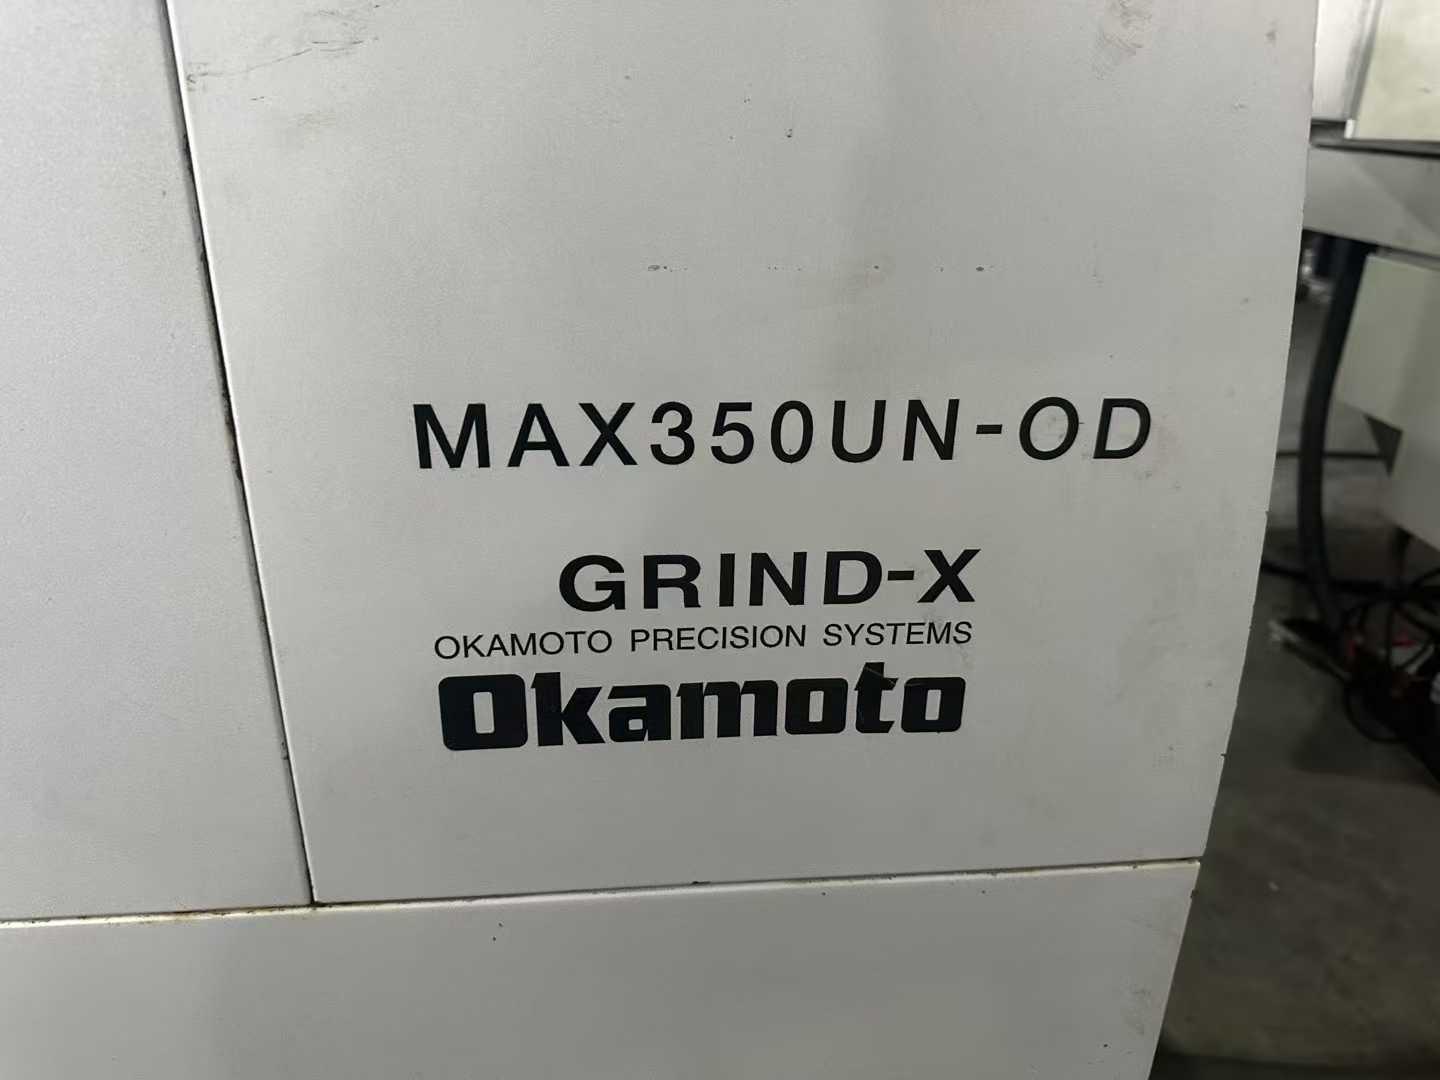 MAX350UN-OD
GRIND-X
OKAMOTO PRECISION SYSTEMS
Okamoto